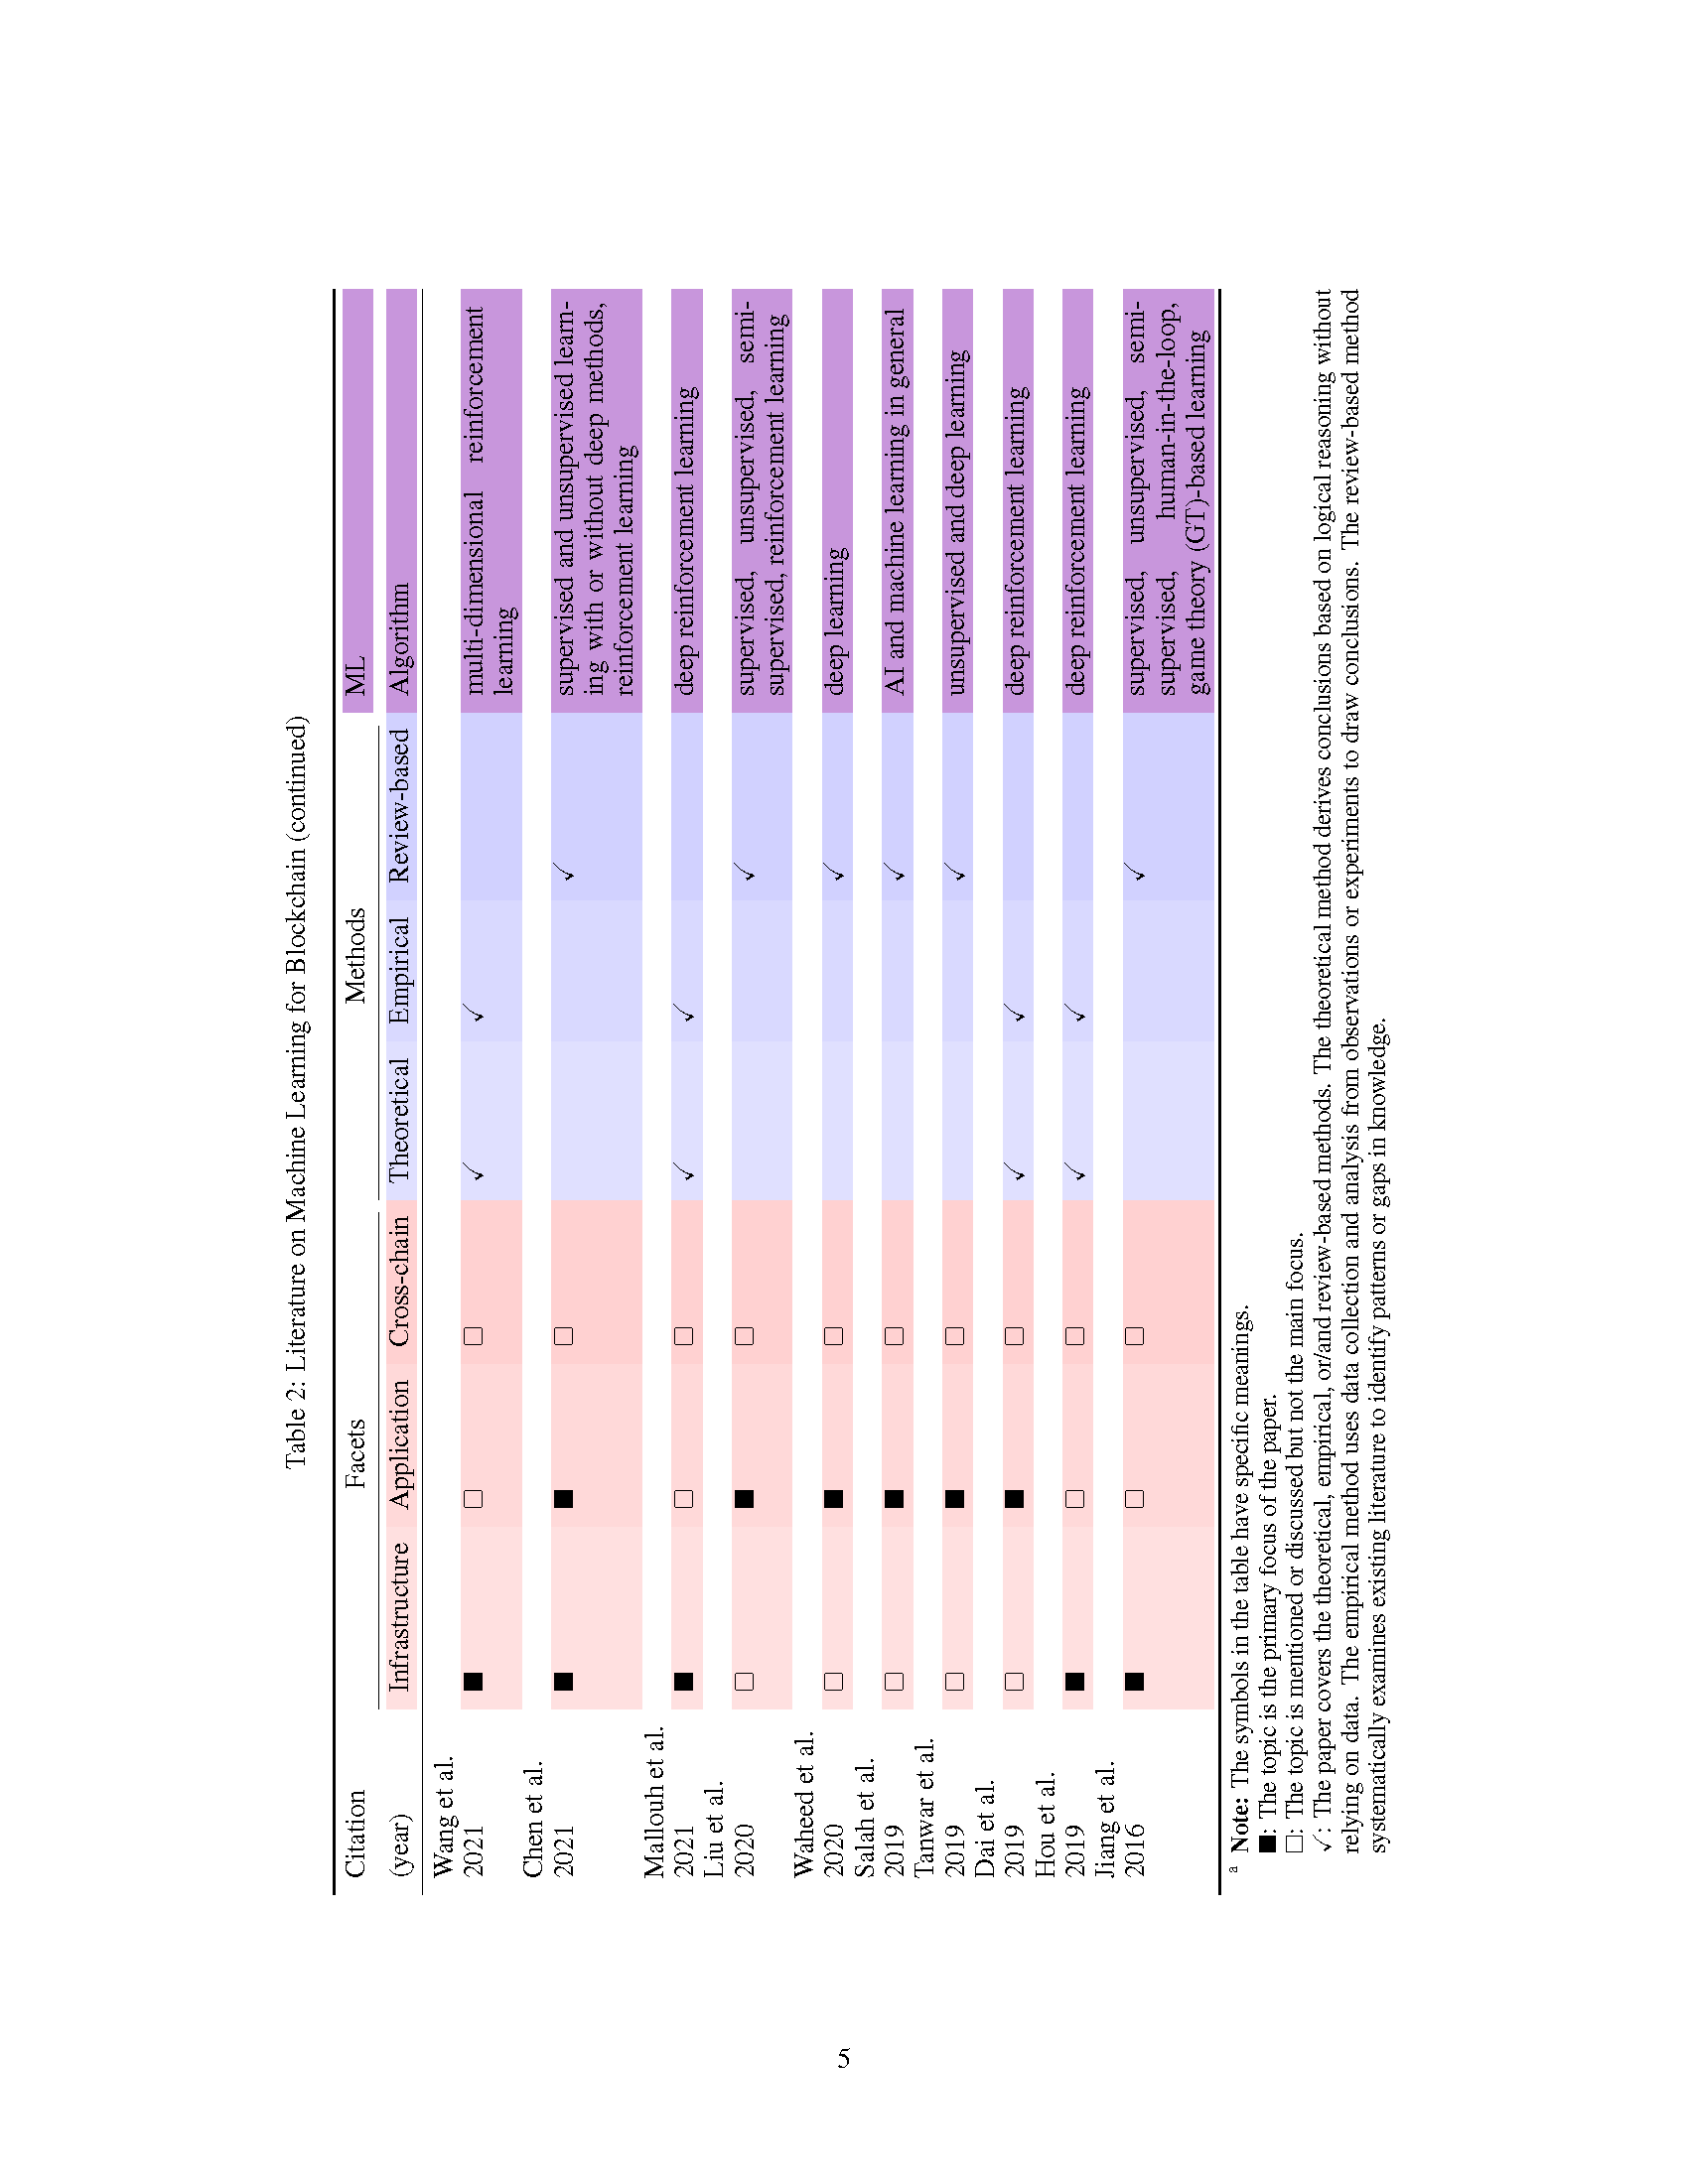 Table 2: Literature on Machine Learning for Blockchain (continued)
Citation Facets Methods ML
(year) Infrastructure Application Cross-chain Theoretical Empirical Review-based Algorithm
Wang et al.
2021 ■ □ □ ✓ ✓ multi-dimensional reinforcement
learning
Chen et al.
2021 ■ ■ □ ✓ supervised and unsupervised learn-
ing with or without deep methods,
reinforcement learning
Mallouh et al.
2021 ■ □ □ ✓ ✓ deep reinforcement learning
Liu et al.
2020 □ ■ □ ✓ supervised, unsupervised, semi-
supervised, reinforcement learning
Waheed et al.
2020 □ ■ □ ✓ deep learning
Salah et al.
2019 □ ■ □ ✓ AI and machine learning in general
Tanwar et al.
2019 □ ■ □ ✓ unsupervised and deep learning
Dai et al.
2019 □ ■ □ ✓ ✓ deep reinforcement learning
Hou et al.
2019 ■ □ □ ✓ ✓ deep reinforcement learning
Jiang et al.
2016 ■ □ □ ✓ supervised, unsupervised, semi-
supervised, human-in-the-loop,
game theory (GT)-based learning
a Note: The symbols in the table have specific meanings.
■: The topic is the primary focus of the paper.
□: The topic is mentioned or discussed but not the main focus.
✓: The paper covers the theoretical, empirical, or/and review-based methods. The theoretical method derives conclusions based on logical reasoning without
relying on data. The empirical method uses data collection and analysis from observations or experiments to draw conclusions. The review-based method
systematically examines existing literature to identify patterns or gaps in knowledge.
5